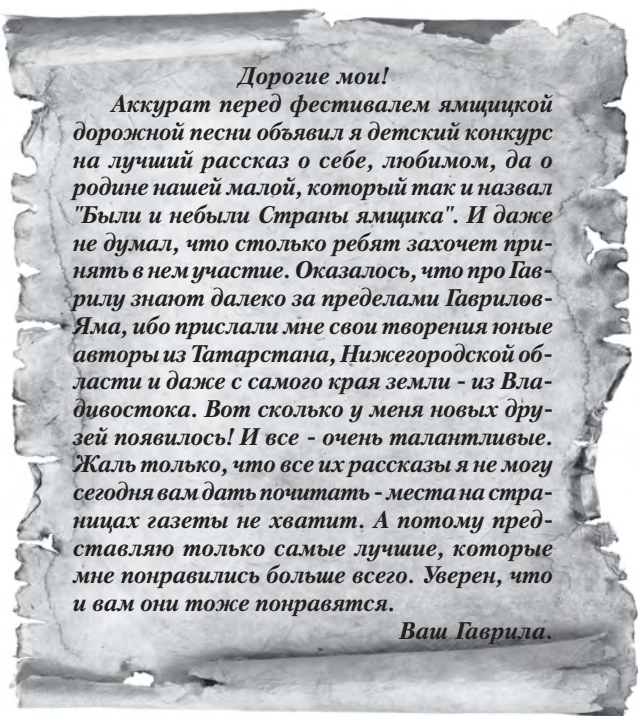 Дорогие мои!
Аккурат перед фестивалем ямщицкой
дорожной песни объявил я детский конкурс
на лучший рассказ о себе, любимом, да о
родине нашей малой, который так и назвал
"Были и небыли Страны ямщика". И даже
не думал, что столько ребят захочет при-
нять в нем участие. Оказалось, что про Гав-
рилу знают далеко за пределами Гаврилов-
Яма, ибо прислали мне свои творения юные
авторы из Татарстана, Нижегородской об-
ласти и даже с самого края земли - из Вла-
дивостока. Вот сколько у меня новых дру-
зей появилось! И все - очень талантливые.
Жаль только, что все их рассказы я не могу
сегодня вам дать почитать - места на стра-
ницах газеты не хватит. А потому пред-
ставляю только самые лучшие, которые
мне понравились больше всего. Уверен, что
и вам они тоже понравятся.
Ваш Гаврила.